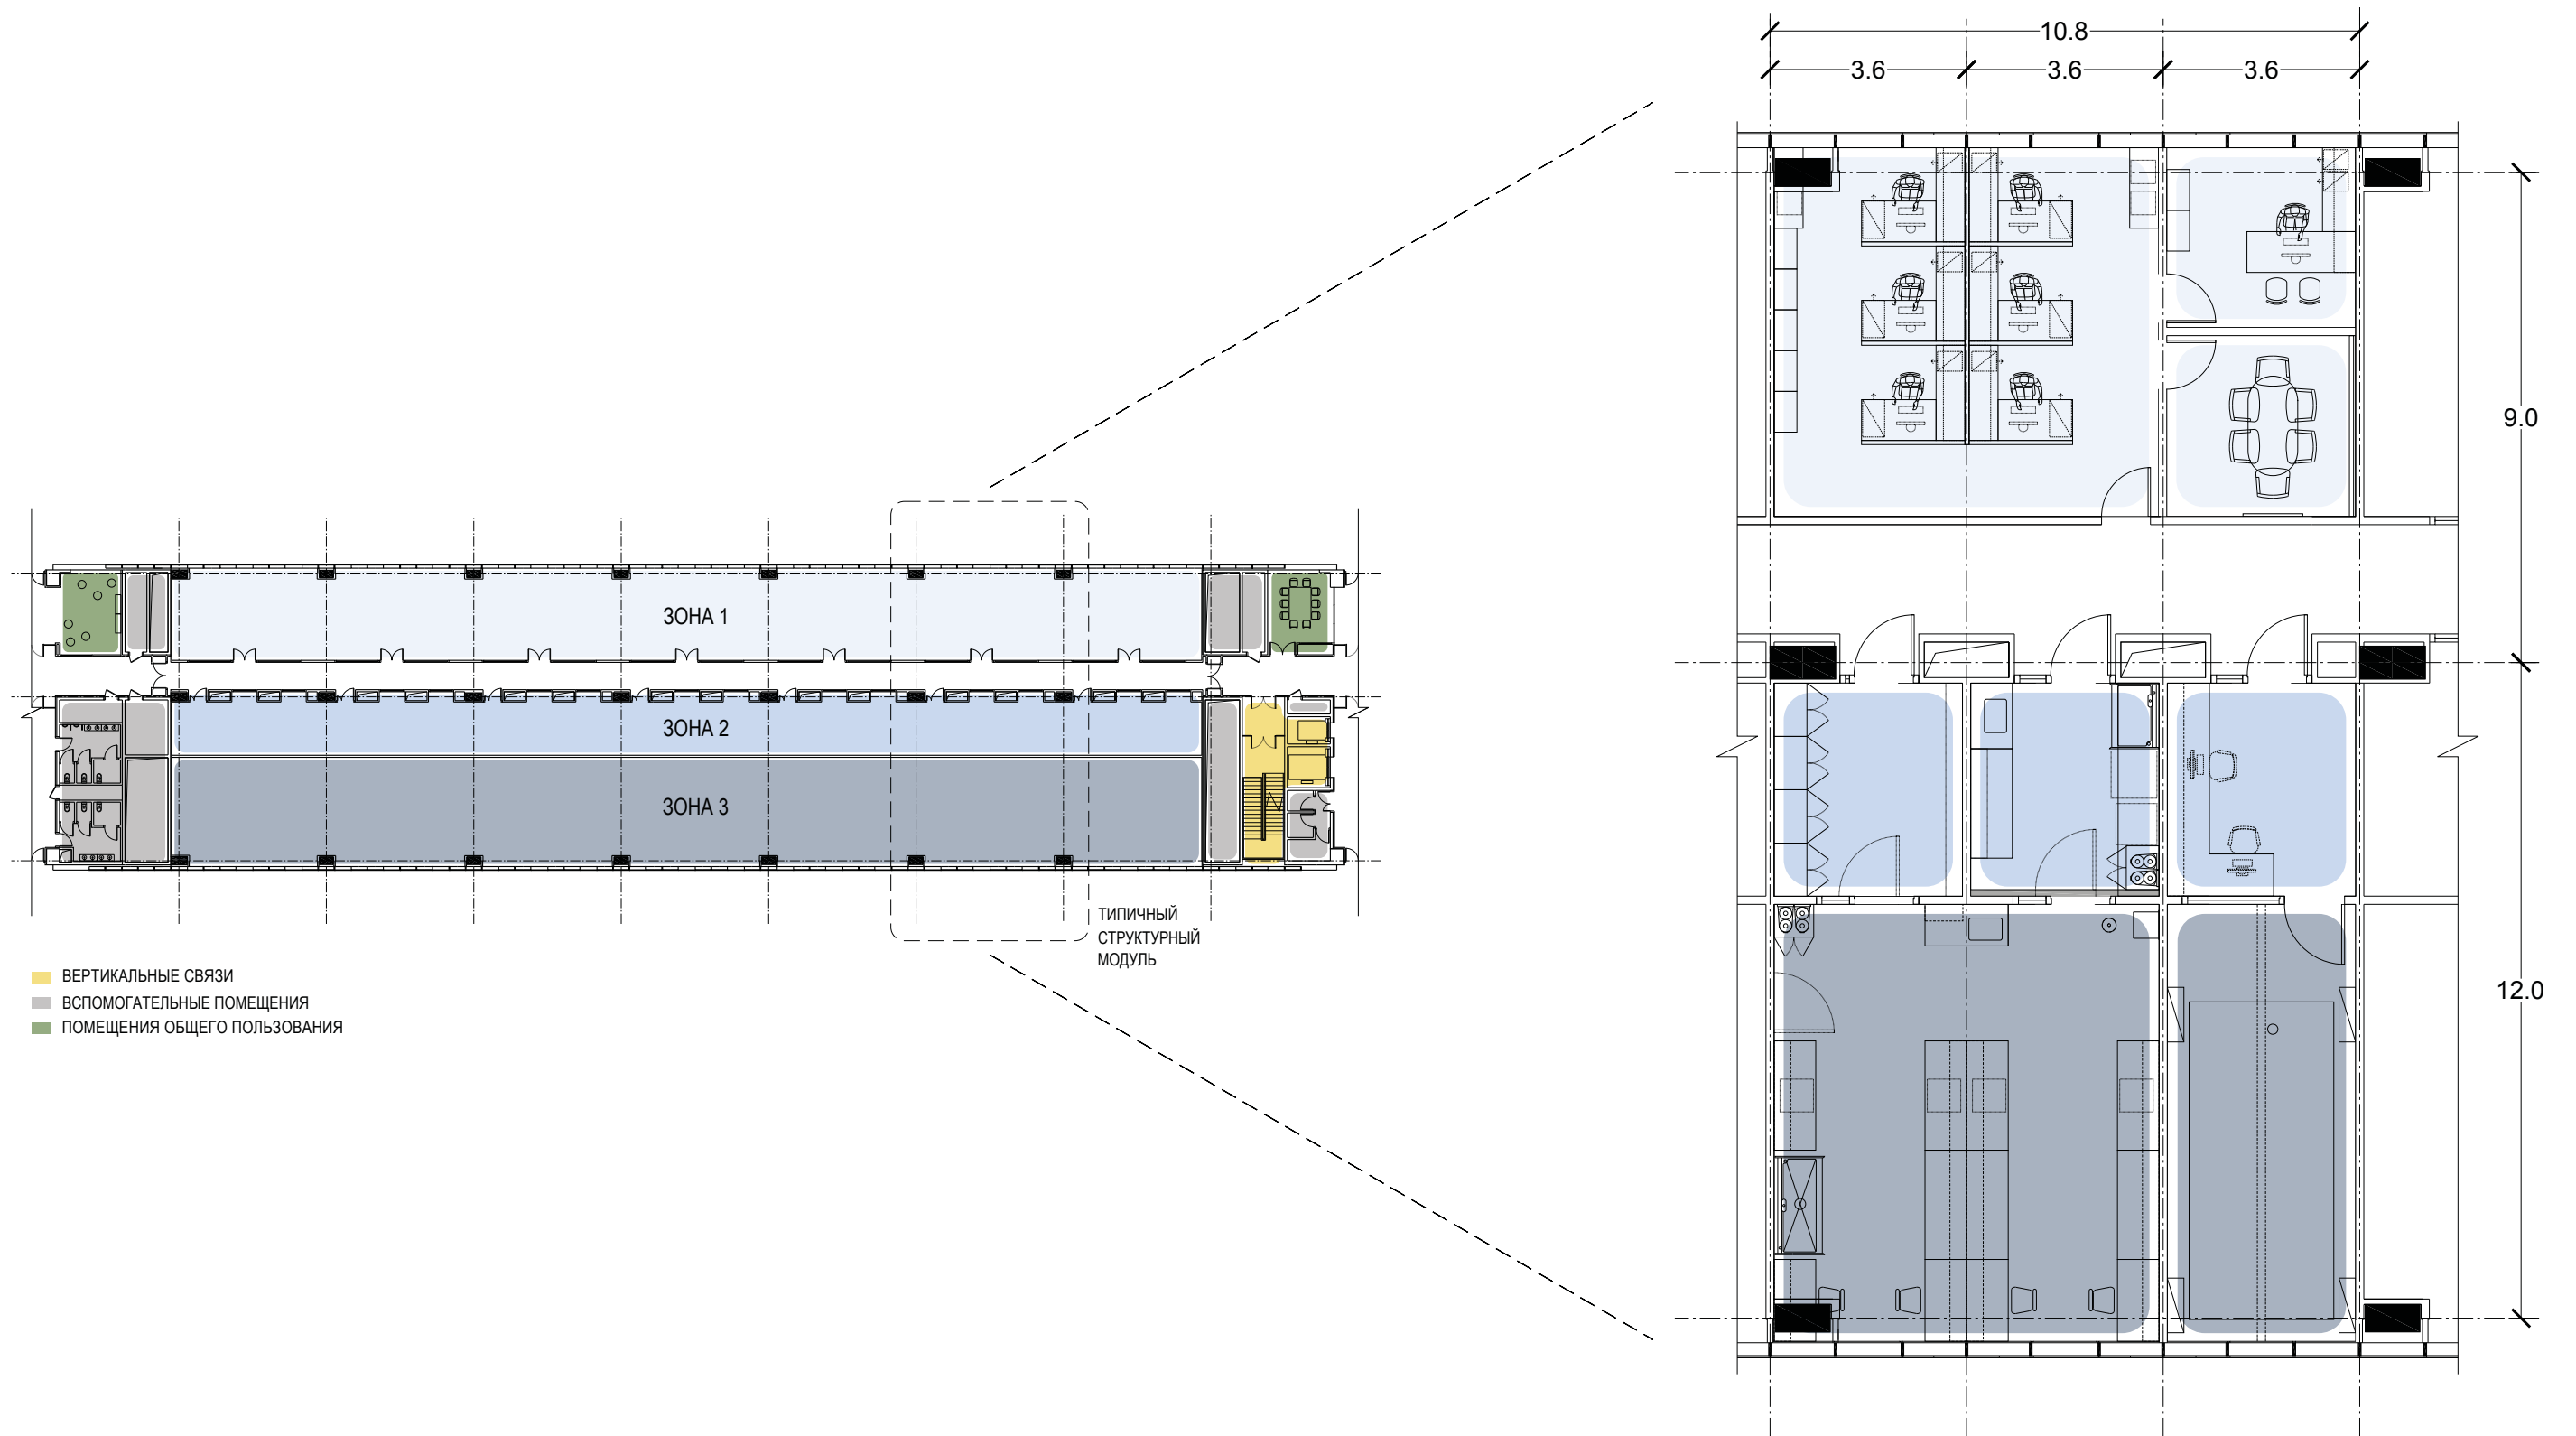 10.8
3.6
3.6
3.6
9.0
12.0
ЗОНА 1
ЗОНА 2
ЗОНА 3
ТИПИЧНЫЙ
СТРУКТУРНЫЙ
МОДУЛЬ
ВЕРТИКАЛЬНЫЕ СВЯЗИ
ВСПОМОГАТЕЛЬНЫЕ ПОМЕЩЕНИЯ
ПОМЕЩЕНИЯ ОБЩЕГО ПОЛЬЗОВАНИЯ